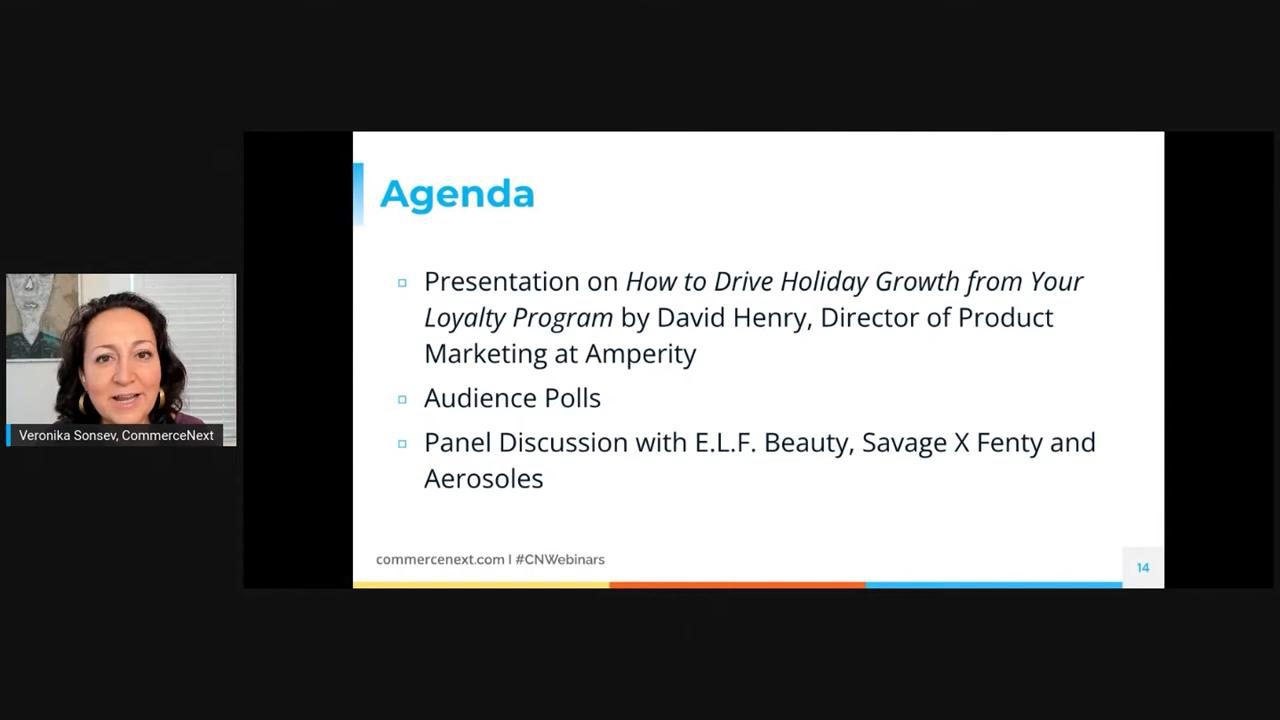 Agenda
Presentation on How to Drive Holiday Growth from Your
Loyalty Program by David Henry, Director of Product
Marketing at Amperity
Audience Polls
Panel Discussion with E.L.F. Beauty, Savage X Fenty and
Aerosoles
Veronika Sonsev, CommerceNext
commercenext.com I #CNWebinars
14